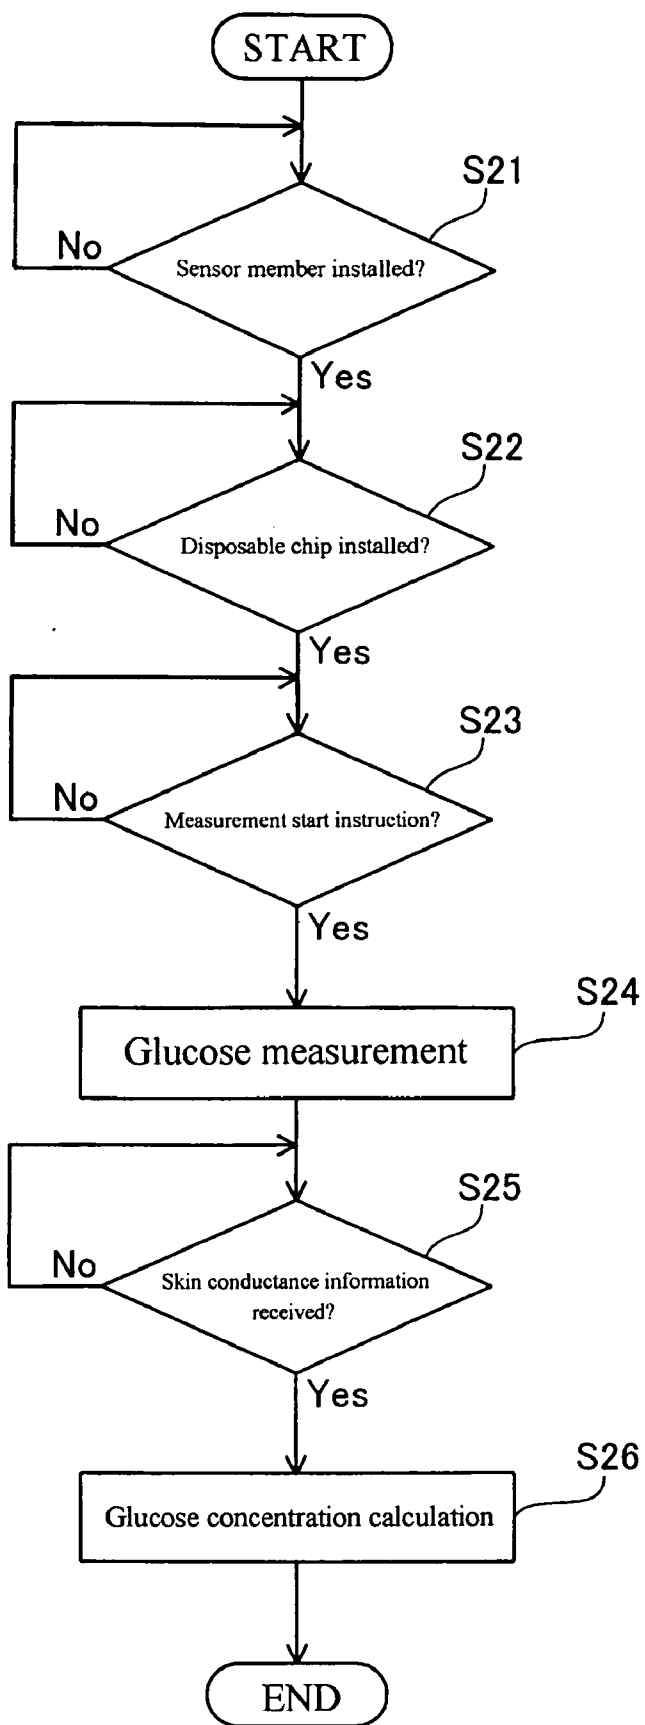 START
S21
No
Sensor member installed?
Yes
S22
No
Disposable chip installed?
Yes
S23
No
Measurement start instruction?
Yes
S24
Glucose measurement
S25
No
Skin conductance information
received?
Yes
S26
Glucose concentration calculation
END